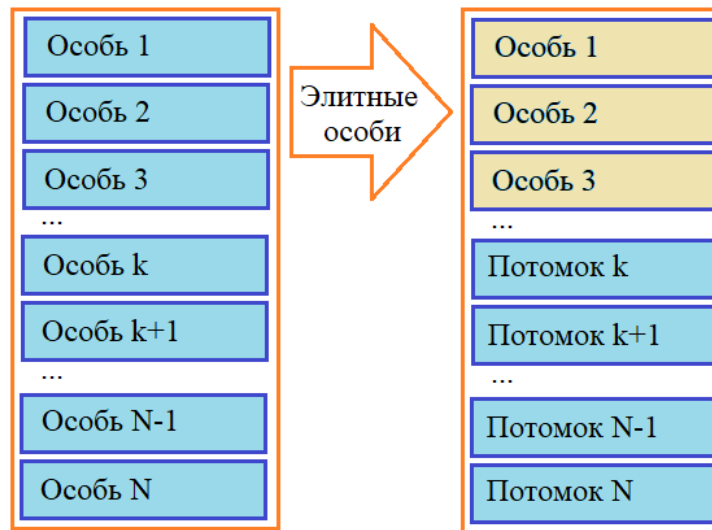 Особь 1
Особь 2
Особь 3
...
Особь k
Особь k+1
...
Особь N-1
Особь N
Элитные
особи
Особь 1
Особь 2
Особь 3
...
Потомок k
Потомок k+1
...
Потомок N-1
Потомок N